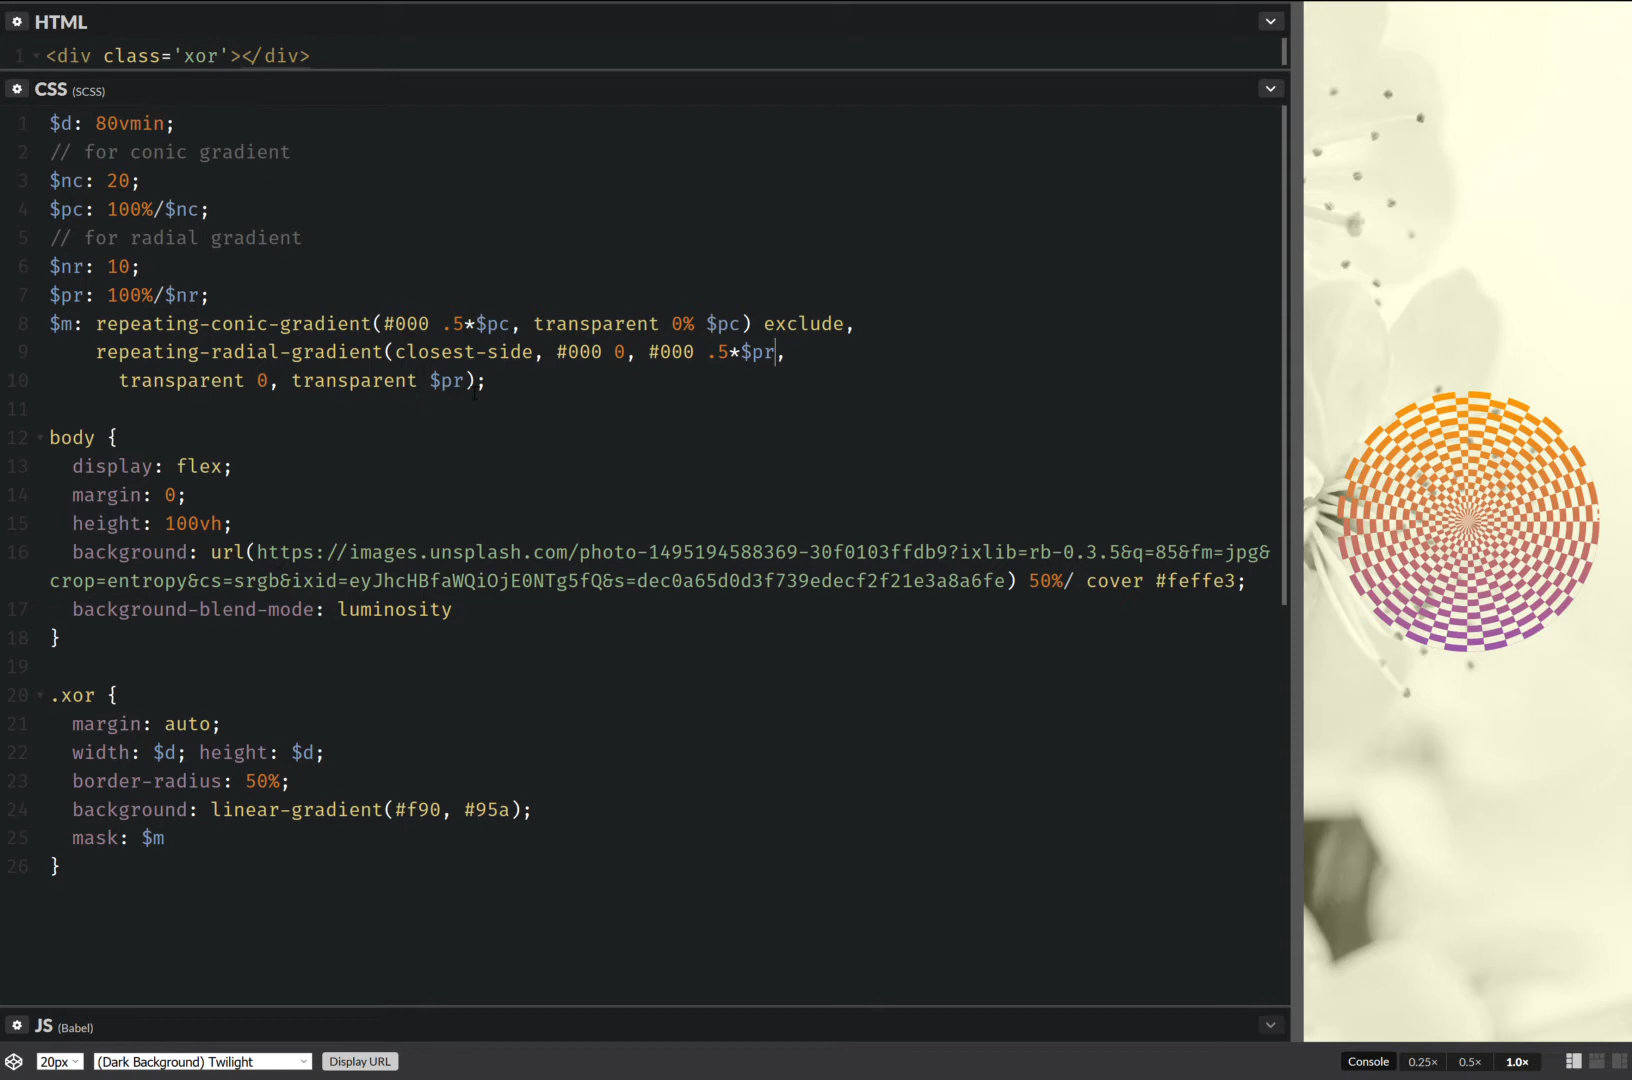 HTML
1 <div class='xor'></div>
CSS (SCSS)
1 $d: 80vmin;
2 // for conic gradient
3 $nc: 20;
4 $pc: 100%/$nc;
5 // for radial gradient
6 $nr: 10;
7 $pr: 100%/$nr;
8 $m: repeating-conic-gradient(#000 .5*$pc, transparent 0% $pc) exclude,
9 repeating-radial-gradient(closest-side, #000 0, #000 .5*$pr,
10 transparent 0, transparent $pr);
11
12 body {
13 display: flex;
14 margin: 0;
15 height: 100vh;
16 background: url(https://images.unsplash.com/photo-1495194588369-30f0103ffdb9?ixlib=rb-0.3.5&q=85&fm=jpg&
crop=entropy&cs=srgb&ixid=eyJhcHBfaWQiOjE0NTg5fQ&s=dec0a65d0d3f739edecf2f21e3a8a6fe) 50%/ cover #feffe3;
17 background-blend-mode: luminosity
18 }
19
20 .xor {
21 margin: auto;
22 width: $d; height: $d;
23 border-radius: 50%;
24 background: linear-gradient(#f90, #95a);
25 mask: $m
26 }
JS (Babel)
20px (Dark Background) Twilight Display URL Console 0.25× 0.5× 1.0×